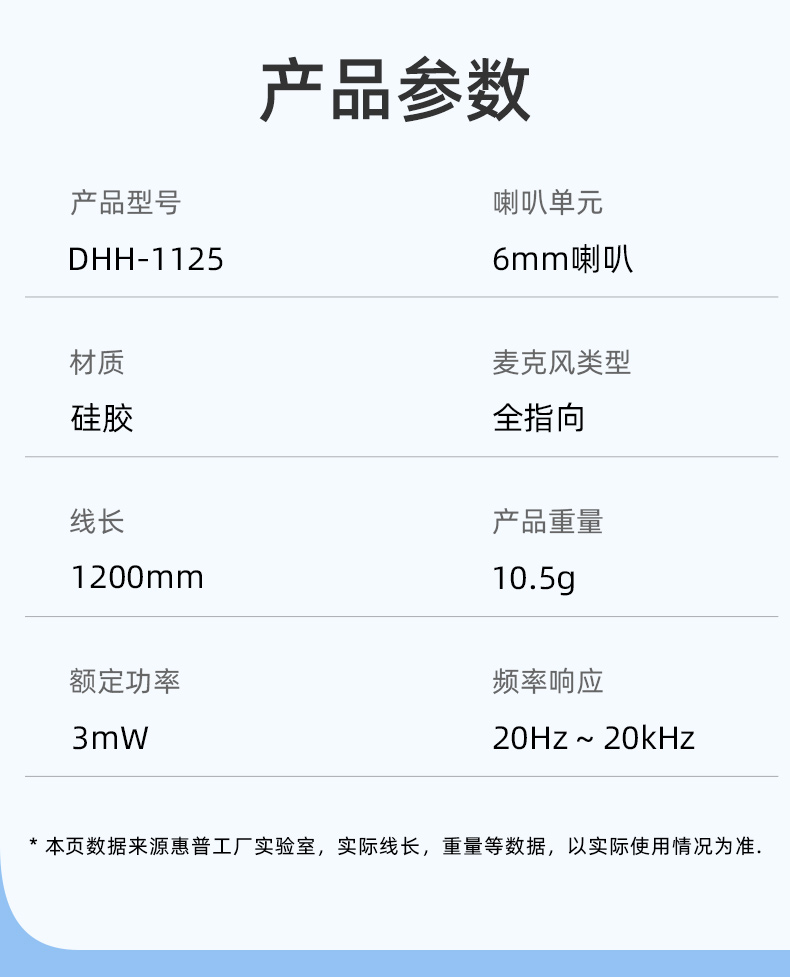 产品参数
产品型号
喇叭单元
DHH-1125
6mm喇叭
材质
麦克风类型
硅胶
全指向
线长
产品重量
1200mm
10.5g
额定功率
频率响应
3mW
20Hz ~ 20kHz
* 本页数据来源惠普工厂实验室，实际线长，重量等数据，以实际使用情况为准.